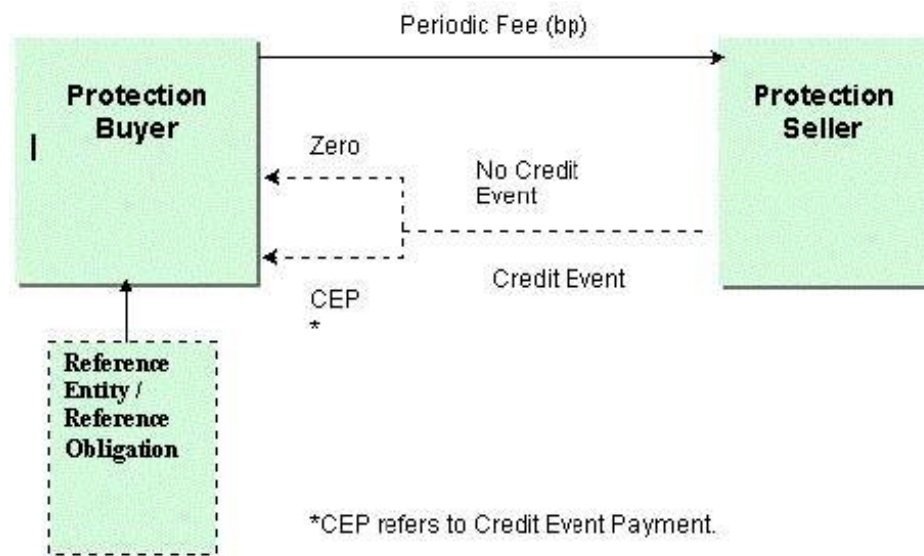 Periodic Fee (bp)
Protection
Buyer
Protection
Seller
Zero
No Credit
Event
Credit Event
CEP
*
Reference
Entity /
Reference
Obligation
*CEP refers to Credit Event Payment.